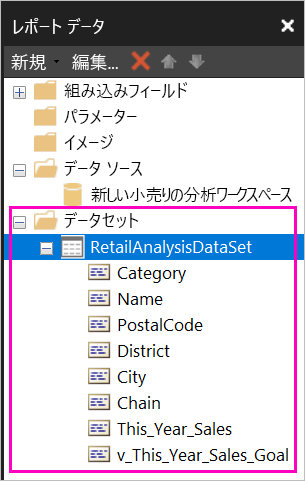 レポート データ
新規 編集...
組み込みフィールド
パラメーター
イメージ
データ ソース
新しい小売りの分析ワークスペース
データセット
RetailAnalysisDataSet
Category
Name
PostalCode
District
City
Chain
This_Year_Sales
v_This_Year_Sales_Goal